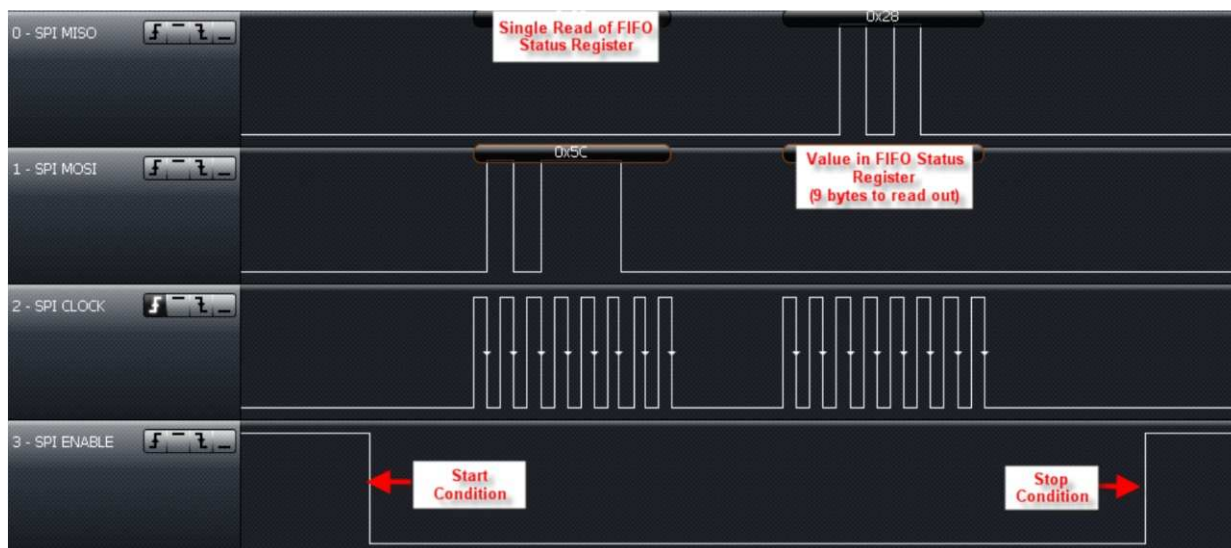 0 - SPI MISO
Single Read of FIFO
Status Register
0x28
1 - SPI MOSI
0x5C
Value in FIFO Status
Register
(9 bytes to read out)
2 - SPI CLOCK
3 - SPI ENABLE
Start
Condition
Stop
Condition